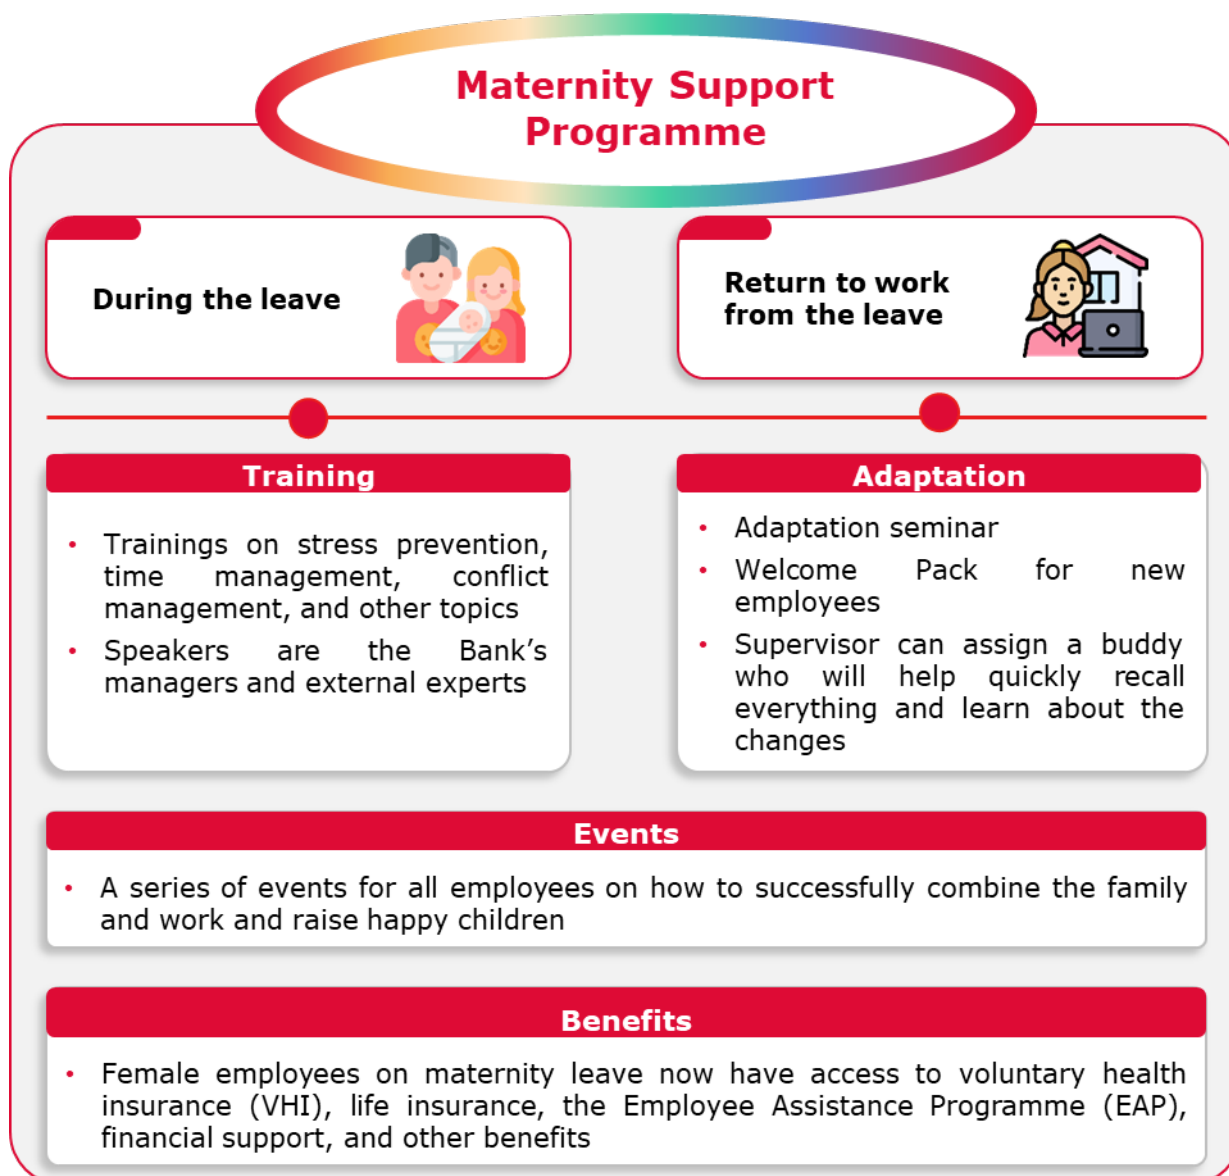 Maternity Support
Programme
During the leave
Return to work
from the leave
Training
• Trainings on stress prevention,
time management, conflict
management, and other topics
• Speakers are the Bank’s
managers and external experts
Adaptation
• Adaptation seminar
• Welcome Pack for new
employees
• Supervisor can assign a buddy
who will help quickly recall
everything and learn about the
changes
Events
• A series of events for all employees on how to successfully combine the family
and work and raise happy children
Benefits
• Female employees on maternity leave now have access to voluntary health
insurance (VHI), life insurance, the Employee Assistance Programme (EAP),
financial support, and other benefits